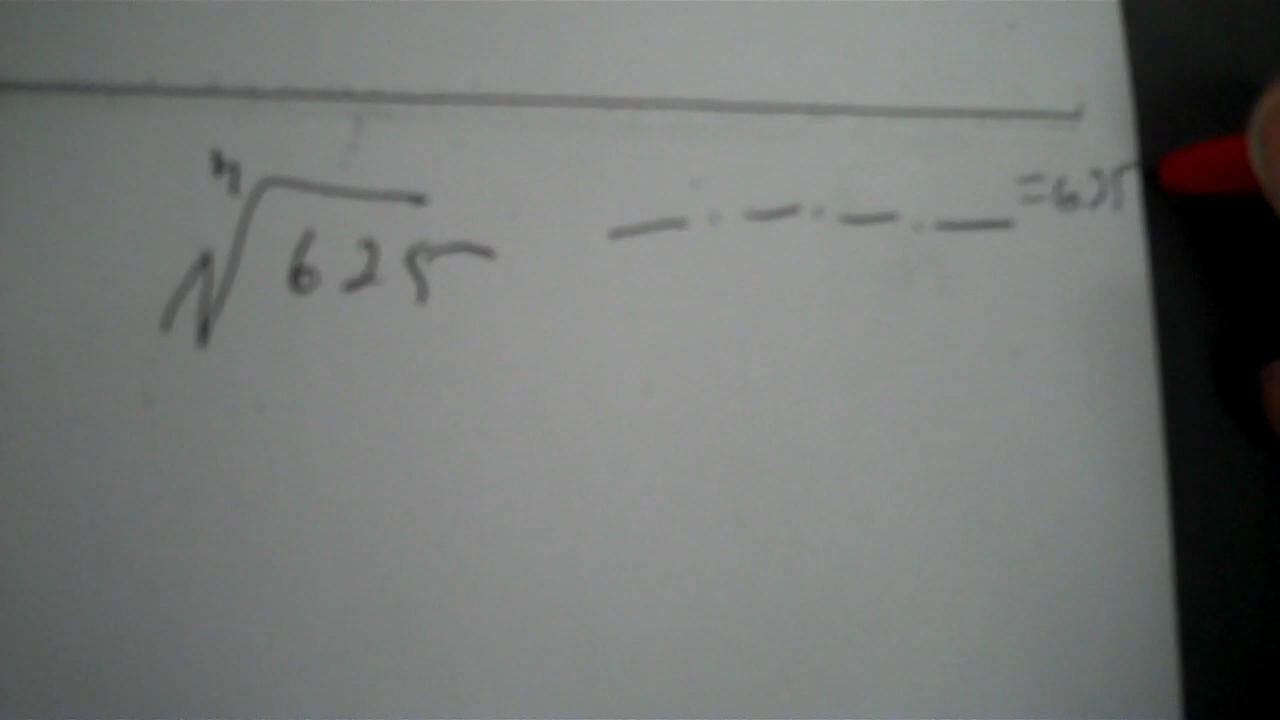 ⁴√625 _ · _ · _ · _ = 625